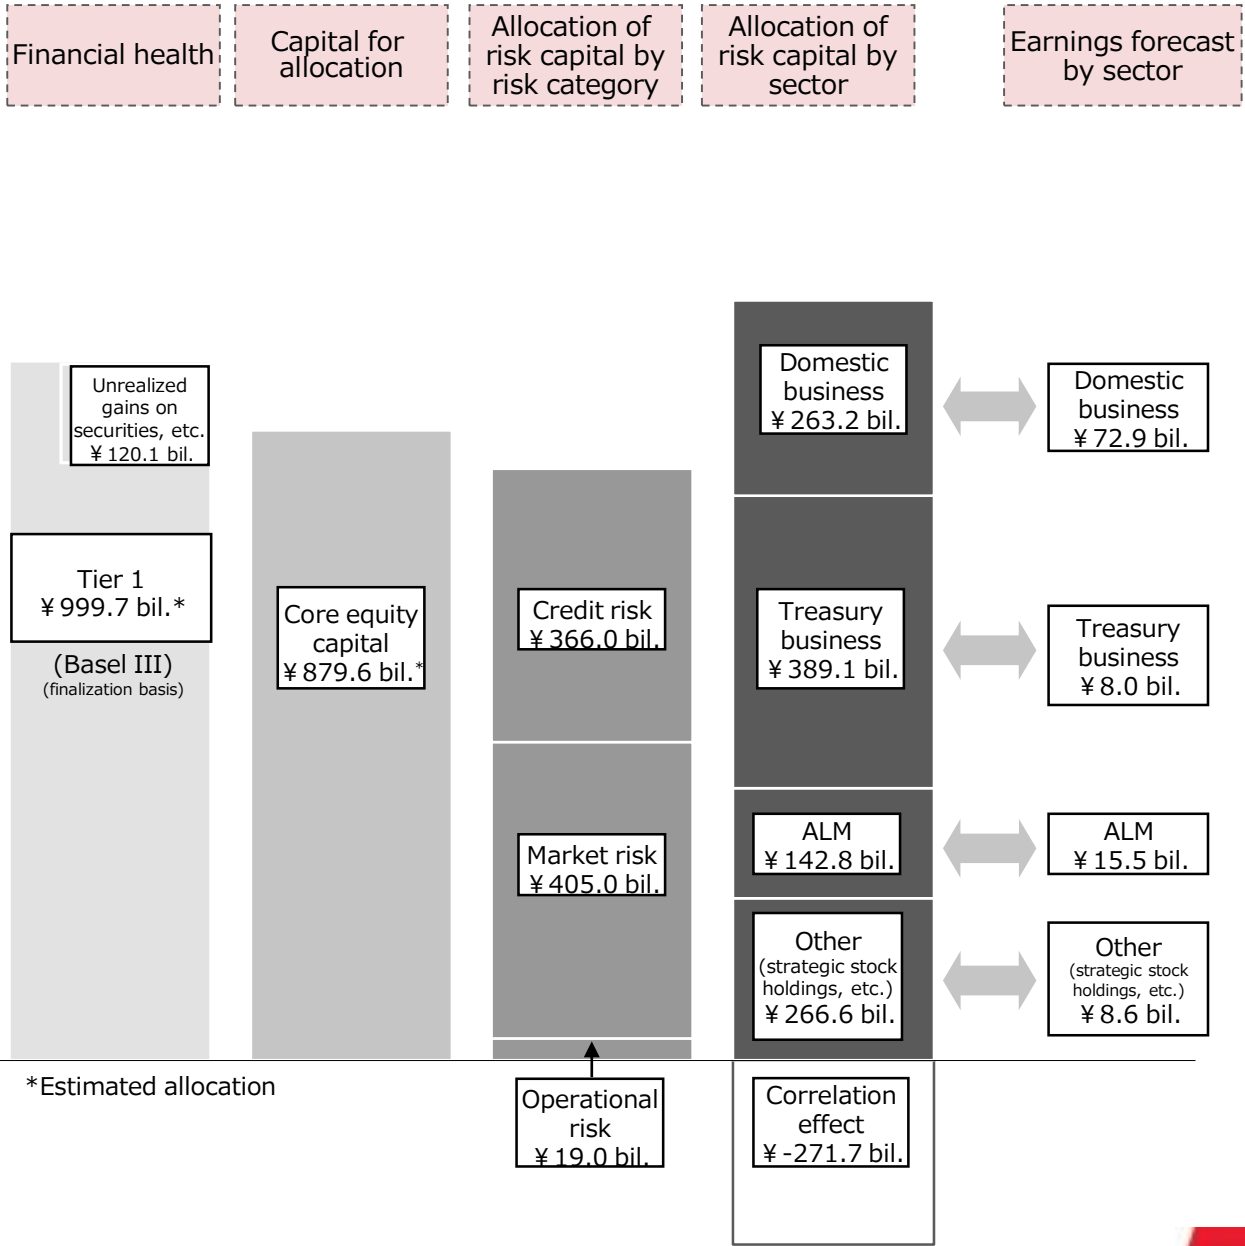 Financial health
Capital for
allocation
Allocation of
risk capital by
risk category
Allocation of
risk capital by
sector
Earnings forecast
by sector
Unrealized
gains on
securities, etc.
¥ 120.1 bil.
Tier 1
¥ 999.7 bil.*
(Basel III)
(finalization basis)
Core equity
capital
¥ 879.6 bil.*
Credit risk
¥ 366.0 bil.
Market risk
¥ 405.0 bil.
Operational
risk
¥ 19.0 bil.
Domestic
business
¥ 263.2 bil.
Treasury
business
¥ 389.1 bil.
ALM
¥ 142.8 bil.
Other
(strategic stock
holdings, etc.)
¥ 266.6 bil.
Correlation
effect
¥ -271.7 bil.
Domestic
business
¥ 72.9 bil.
Treasury
business
¥ 8.0 bil.
ALM
¥ 15.5 bil.
Other
(strategic stock
holdings, etc.)
¥ 8.6 bil.
*Estimated allocation